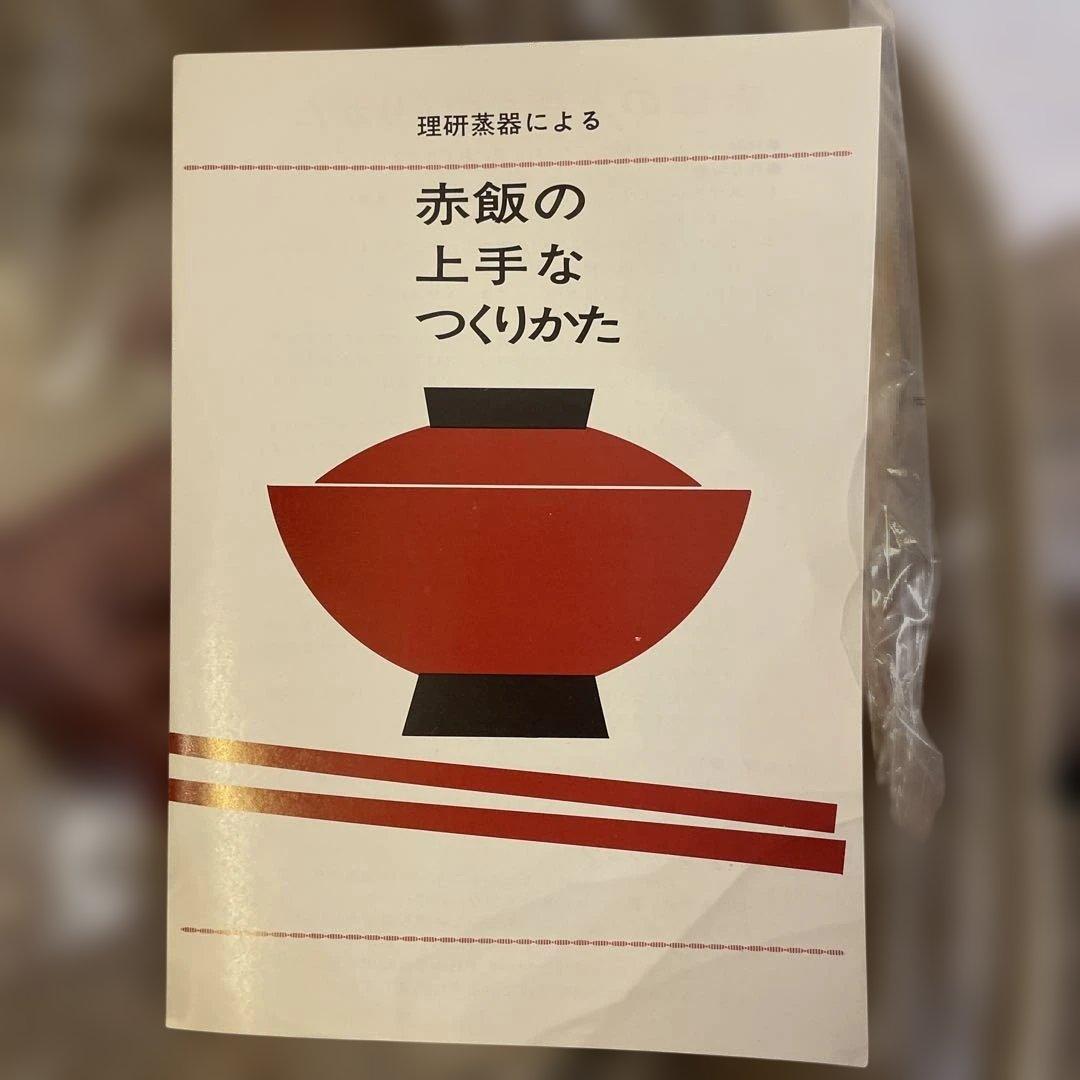 理研蒸器による
赤飯の
上手な
つくりかた